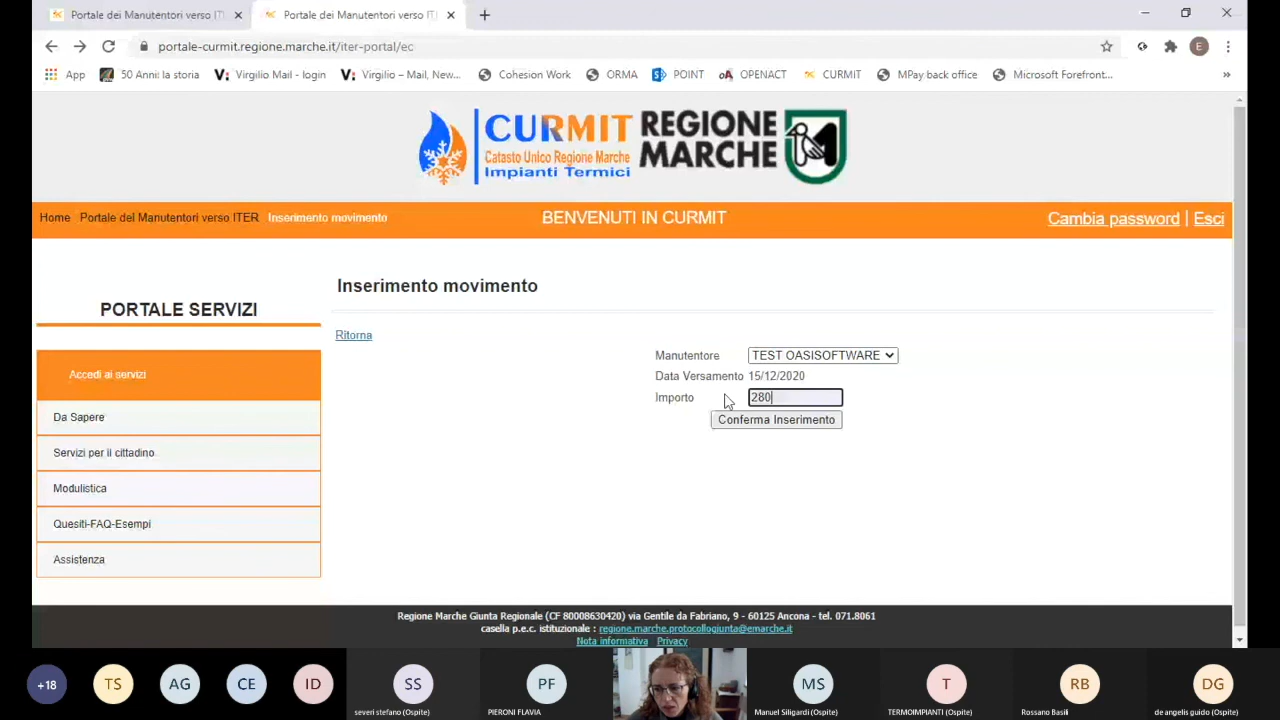 Portale dei Manutentori verso ITE
Portale dei Manutentori verso ITE
portale-curmit.regione.marche.it/iter-portal/ec
E
App
50 Anni: la storia
Virgilio Mail - login
Virgilio – Mail, New...
Cohesion Work
ORMA
POINT
OPENACT
CURMIT
MPay back office
Microsoft Forefront...
»
CURMIT
Catasto Unico Regione Marche
Impianti Termici
REGIONE
MARCHE
Home
Portale del Manutentori verso ITER
Inserimento movimento
BENVENUTI IN CURMIT
Cambia password | Esci
PORTALE SERVIZI
Accedi ai servizi
Da Sapere
Servizi per il cittadino
Modulistica
Quesiti-FAQ-Esempi
Assistenza
Inserimento movimento
Ritorna
Manutentore TEST OASISOFTWARE
Data Versamento 15/12/2020
Importo 280
Conferma Inserimento
Regione Marche Giunta Regionale (CF 80008630420) via Gentile da Fabriano, 9 - 60125 Ancona - tel. 071.8061
casella p.e.c. istituzionale : regione.marche.protocollogiunta@emarche.it
Nota informativa Privacy
+18
TS
AG
CE
ID
SS
severi stefano (Ospite)
PF
PIERONI FLAVIA
MS
Manuel Siligardi (Ospite)
T
TERMOIMPIANTI (Ospite)
RB
Rossano Basili
DG
de angelis guido (Ospite)